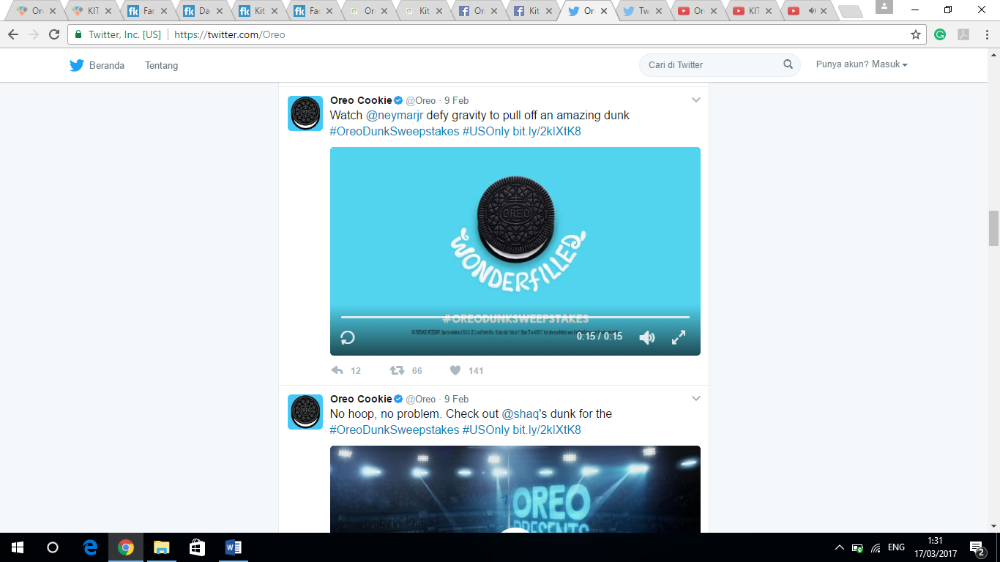 Or
KIT
Far
Da
Kit
Fac
Or
Kit
Or
Kit
Or
Tw
Or
KIT
Twitter, Inc. [US] https://twitter.com/Oreo
Beranda Tentang Cari di Twitter Punya akun? Masuk
Oreo Cookie @Oreo · 9 Feb
Watch @neymarjr defy gravity to pull off an amazing dunk
#OreoDunkSweepstakes #USOnly bit.ly/2klXtK8
OREO
WONDERFILLED
#OREODUNKSWEEPSTAKES
0:15 / 0:15
12 66 141
Oreo Cookie @Oreo · 9 Feb
No hoop, no problem. Check out @shaq's dunk for the
#OreoDunkSweepstakes #USOnly bit.ly/2klXtK8
OREO
PRESENTS
ENG
1:31
17/03/2017
2